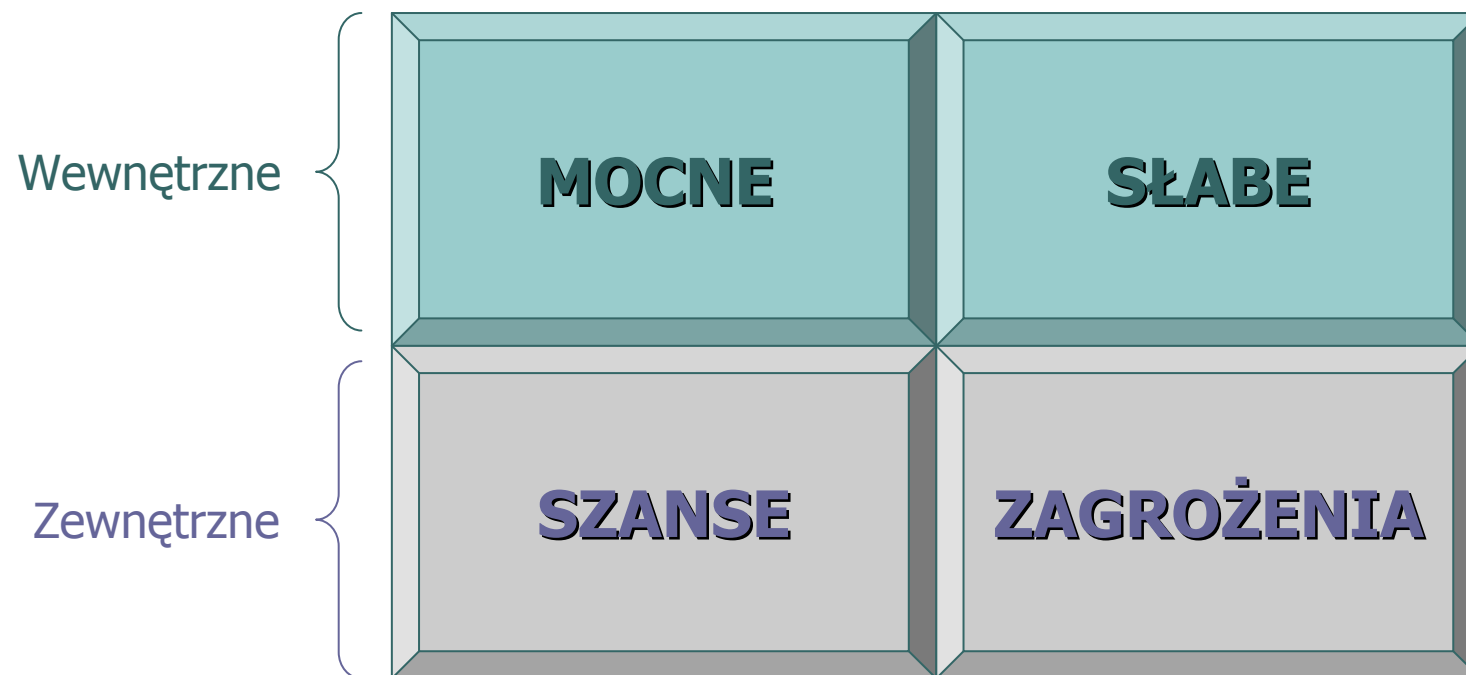 Wewnętrzne
MOCNE
SŁABE
Zewnętrzne
SZANSE
ZAGROŻENIA